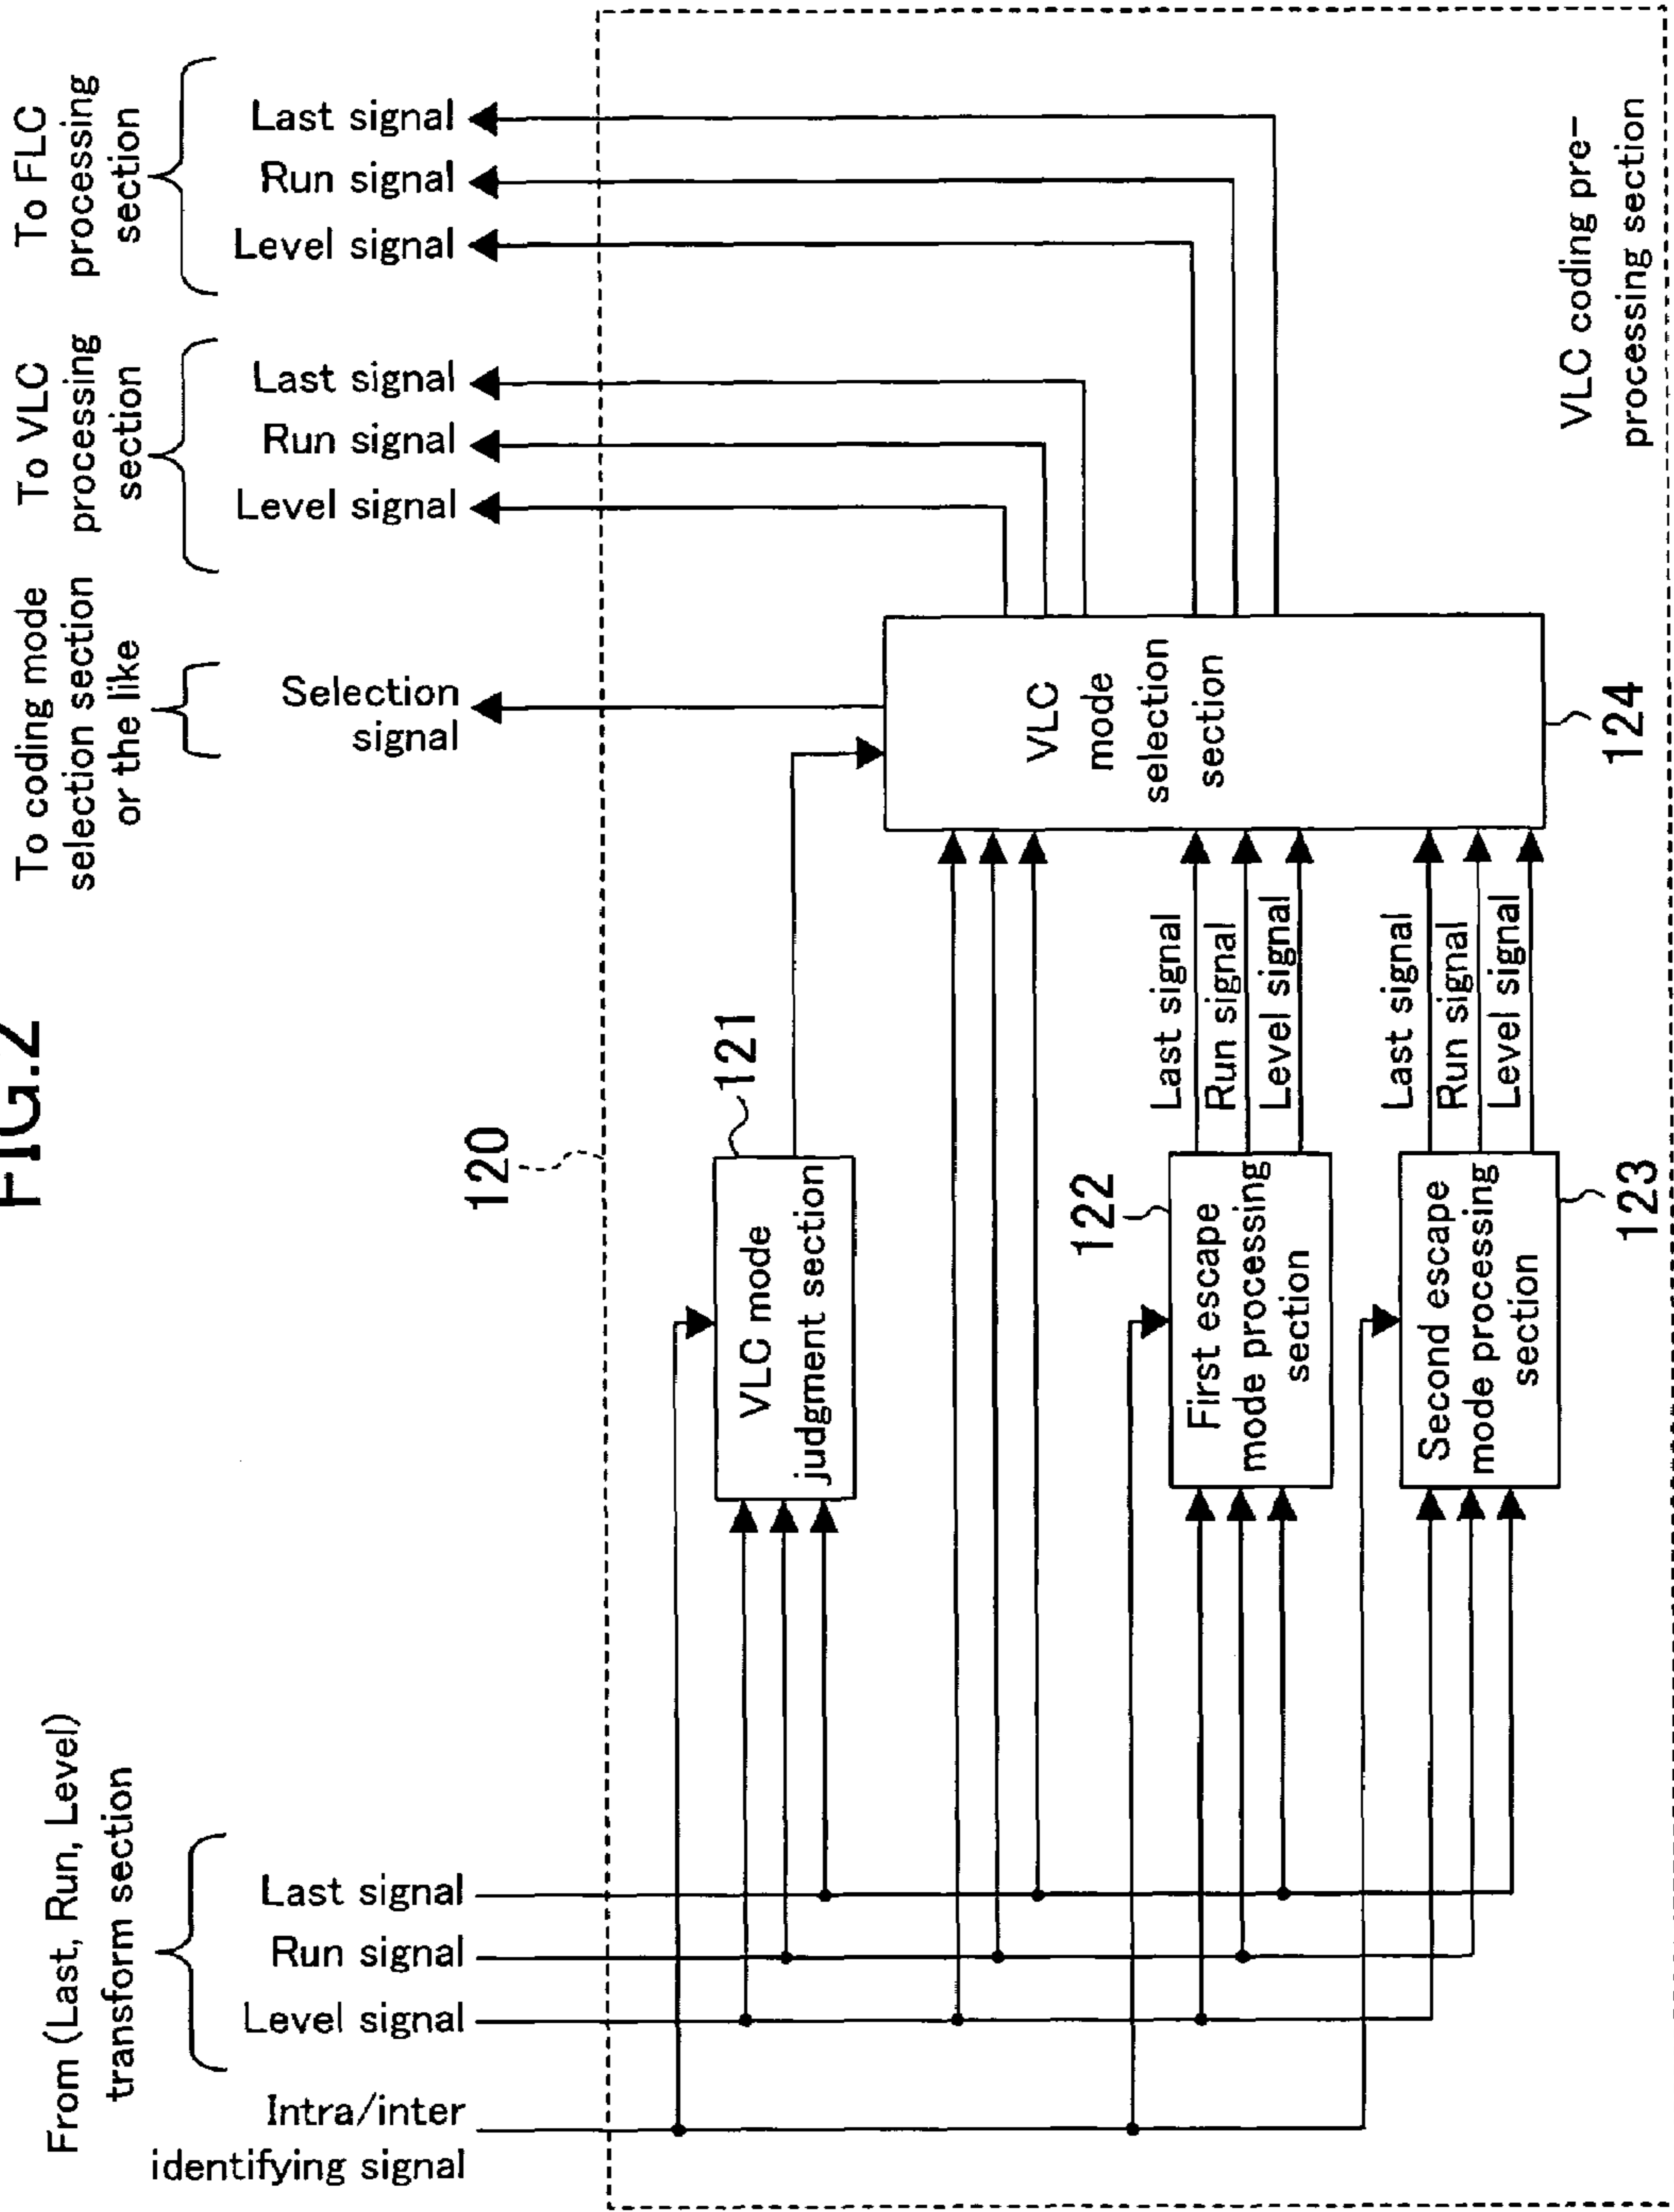 FIG.2
From (Last, Run, Level)
transform section
Intra/inter
identifying signal
Level signal
Run signal
Last signal
To coding mode
selection section
or the like
Selection
signal
To VLC
processing
section
Level signal
Run signal
Last signal
To FLC
processing
section
Level signal
Run signal
Last signal
120
VLC mode
judgment section
121
First escape
mode processing
section
122
Last signal
Run signal
Level signal
Second escape
mode processing
section
123
Last signal
Run signal
Level signal
VLC
mode
selection
section
124
VLC coding pre-
processing section